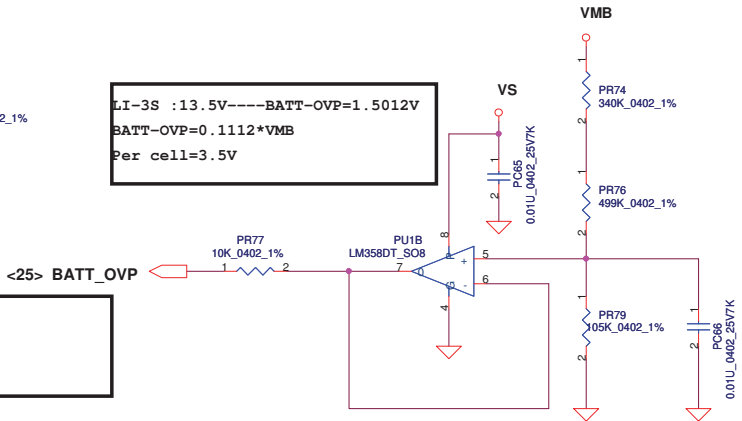 VMB
1
PR74
340K_0402_1%
2
LI-3S :13.5V----BATT-OVP=1.5012V
BATT-OVP=0.1112*VMB
Per cell=3.5V
2_1%
VS
1
PC65
0.01U_0402_25V7K
2
1
PR76
499K_0402_1%
2
PR77
10K_0402_1%
PU1B
LM358DT_SO8
8
P
5
+
<25> BATT_OVP
1
2
7
0
6
-
G
4
1
PR79
105K_0402_1%
2
1
PC66
0.01U_0402_25V7K
2